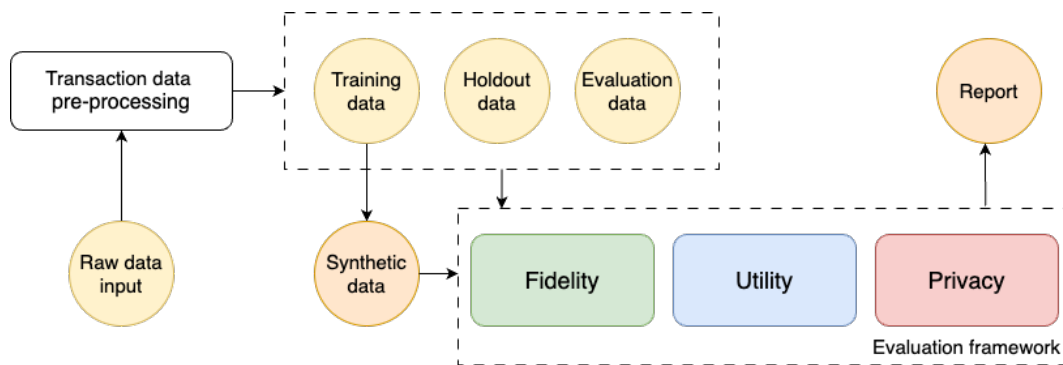 Transaction data
pre-processing
Training
data
Holdout
data
Evaluation
data
Report
Raw data
input
Synthetic
data
Fidelity
Utility
Privacy
Evaluation framework